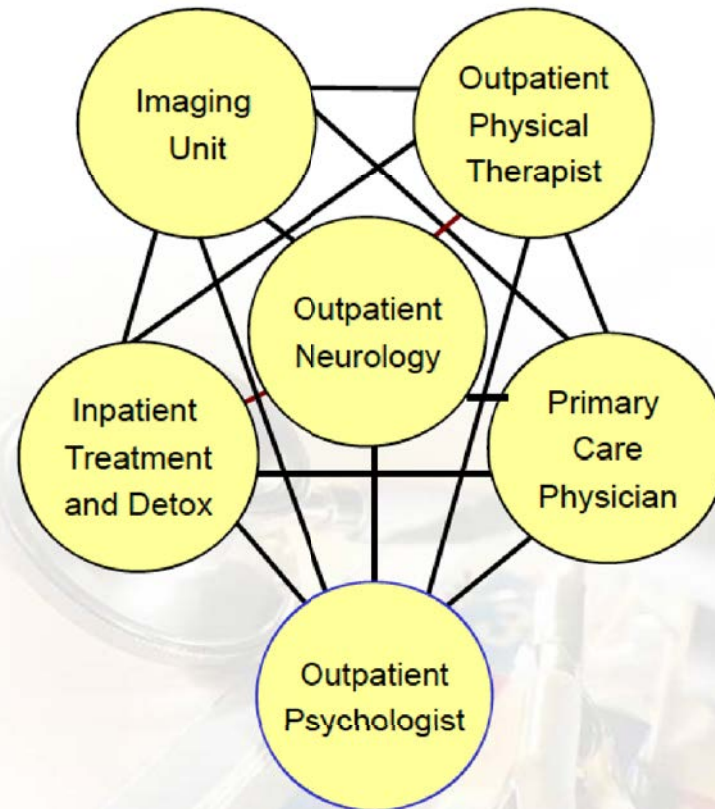 Imaging
Unit
Outpatient
Physical
Therapist
Outpatient
Neurology
Inpatient
Treatment
and Detox
Primary
Care
Physician
Outpatient
Psychologist